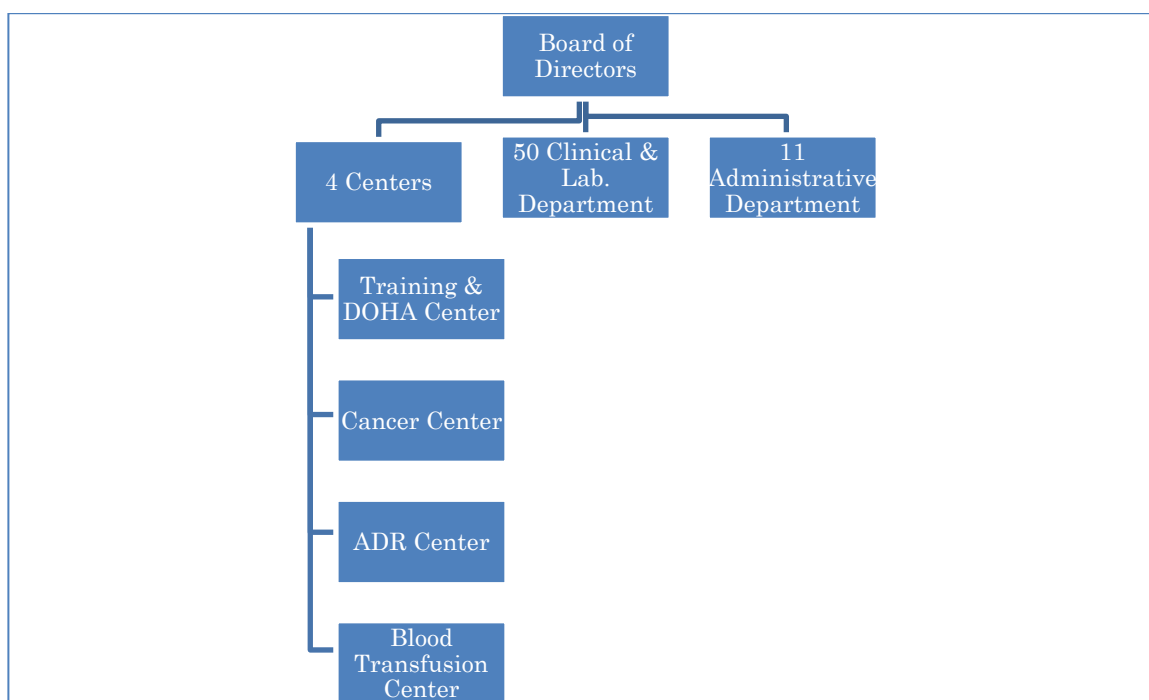 Board of
Directors
4 Centers
50 Clinical &
Lab.
Department
11
Administrative
Department
Training &
DOHA Center
Cancer Center
ADR Center
Blood
Transfusion
Center